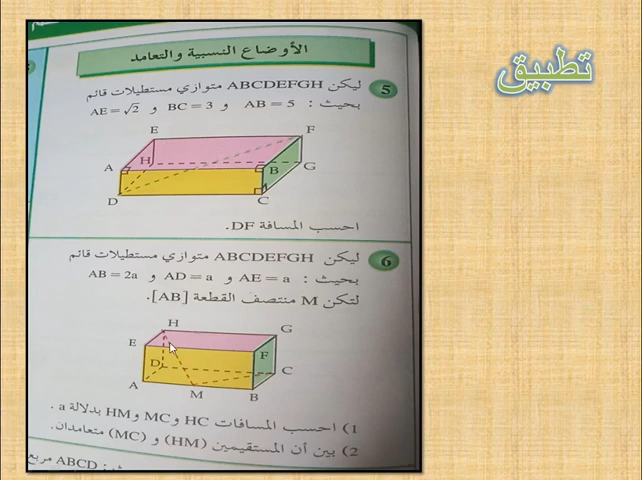 تطبيق
الأوضاع النسبية والتعامد
5 ليكن ABCDEFGH متوازي مستطيلات قائم
بحيث : AB = 5 و BC = 3 و AE = √2
E
F
A
H
B
G
D
C
احسب المسافة DF.
6 ليكن ABCDEFGH متوازي مستطيلات قائم
بحيث : AE = a و AD = a و AB = 2a
لتكن M منتصف القطعة [AB].
H
G
E
F
D
C
A
M
B
1) احسب المسافات HC و MC و HM بدلالة a .
2) بين أن المستقيمين (HM) و (MC) متعامدان.
ABCD مربع